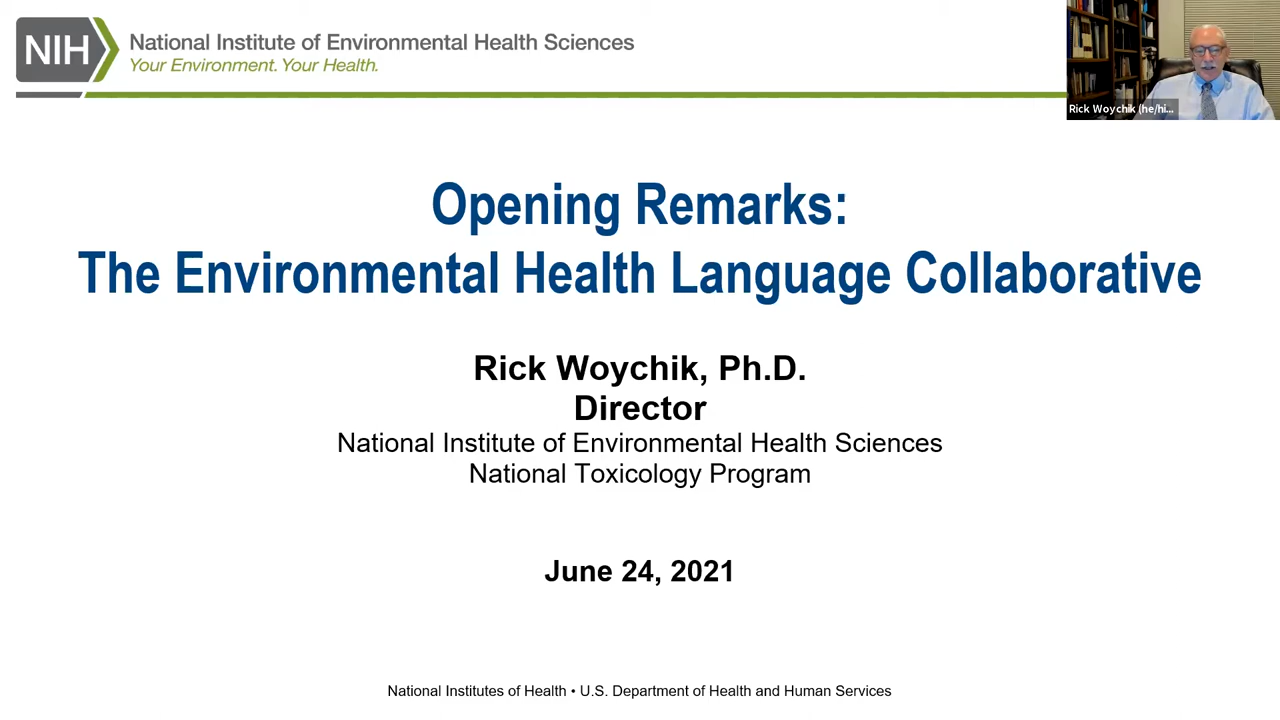 NIH
National Institute of Environmental Health Sciences
Your Environment. Your Health.
Rick Woychik (he/hi...
Opening Remarks:
The Environmental Health Language Collaborative
Rick Woychik, Ph.D.
Director
National Institute of Environmental Health Sciences
National Toxicology Program
June 24, 2021
National Institutes of Health • U.S. Department of Health and Human Services